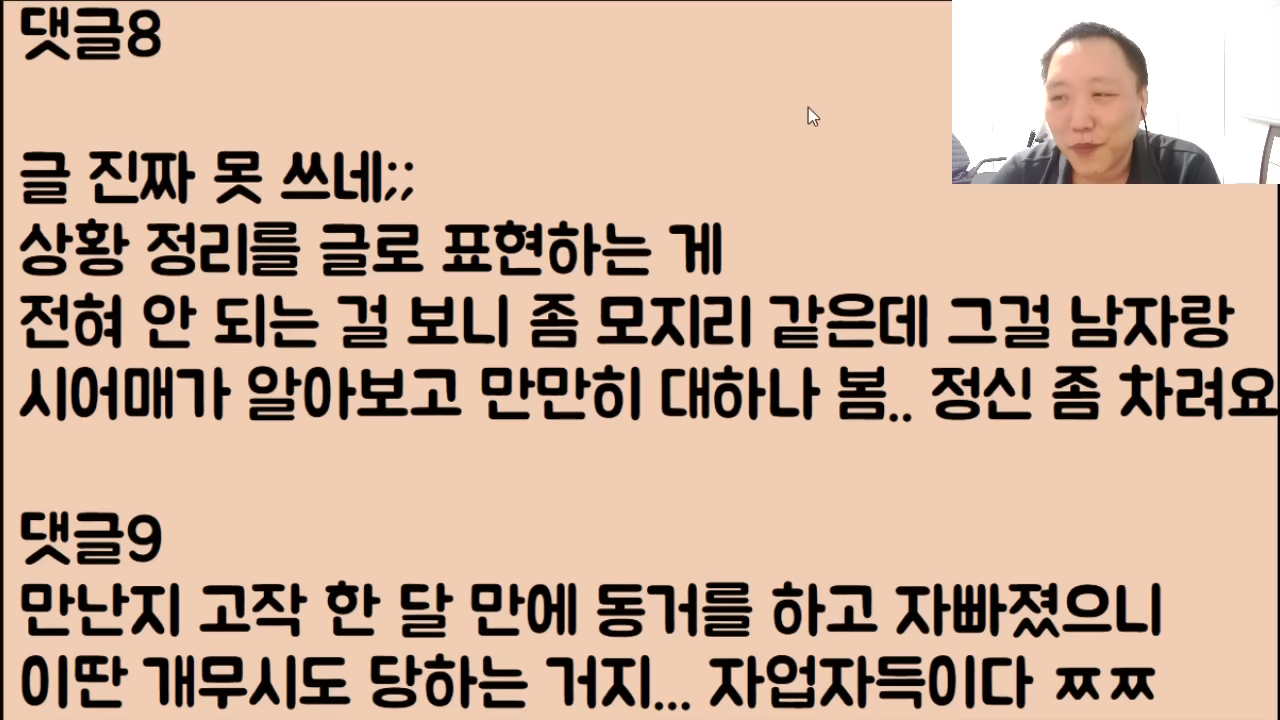 댓글8
글 진짜 못 쓰네;;
상황 정리를 글로 표현하는 게
전혀 안 되는 걸 보니 좀 모지리 같은데 그걸 남자랑
시어매가 알아보고 만만히 대하나 봄.. 정신 좀 차려요
댓글9
만난지 고작 한 달 만에 동거를 하고 자빠졌으니
이딴 개무시도 당하는 거지... 자업자득이다 ㅉㅉ